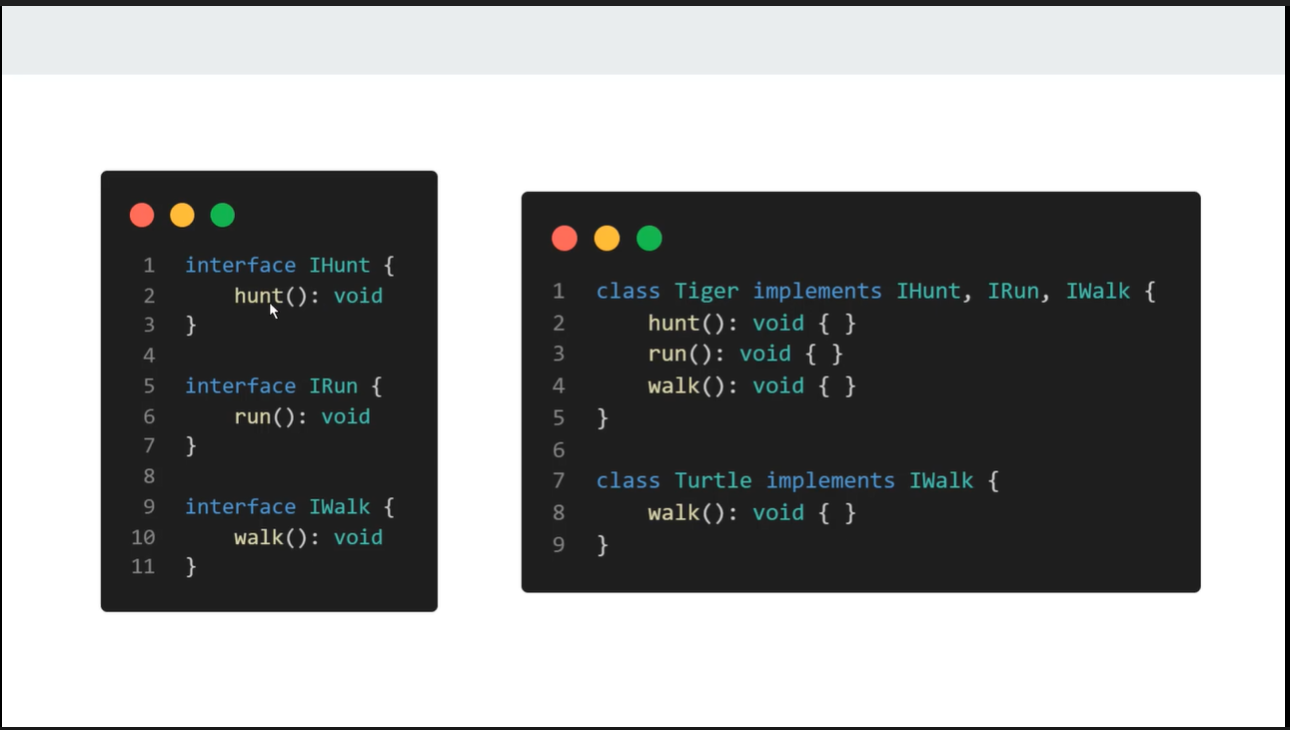 1 interface IHunt {
2 hunt(): void
3 }
4
5 interface IRun {
6 run(): void
7 }
8
9 interface IWalk {
10 walk(): void
11 }
1 class Tiger implements IHunt, IRun, IWalk {
2 hunt(): void { }
3 run(): void { }
4 walk(): void { }
5 }
6
7 class Turtle implements IWalk {
8 walk(): void { }
9 }